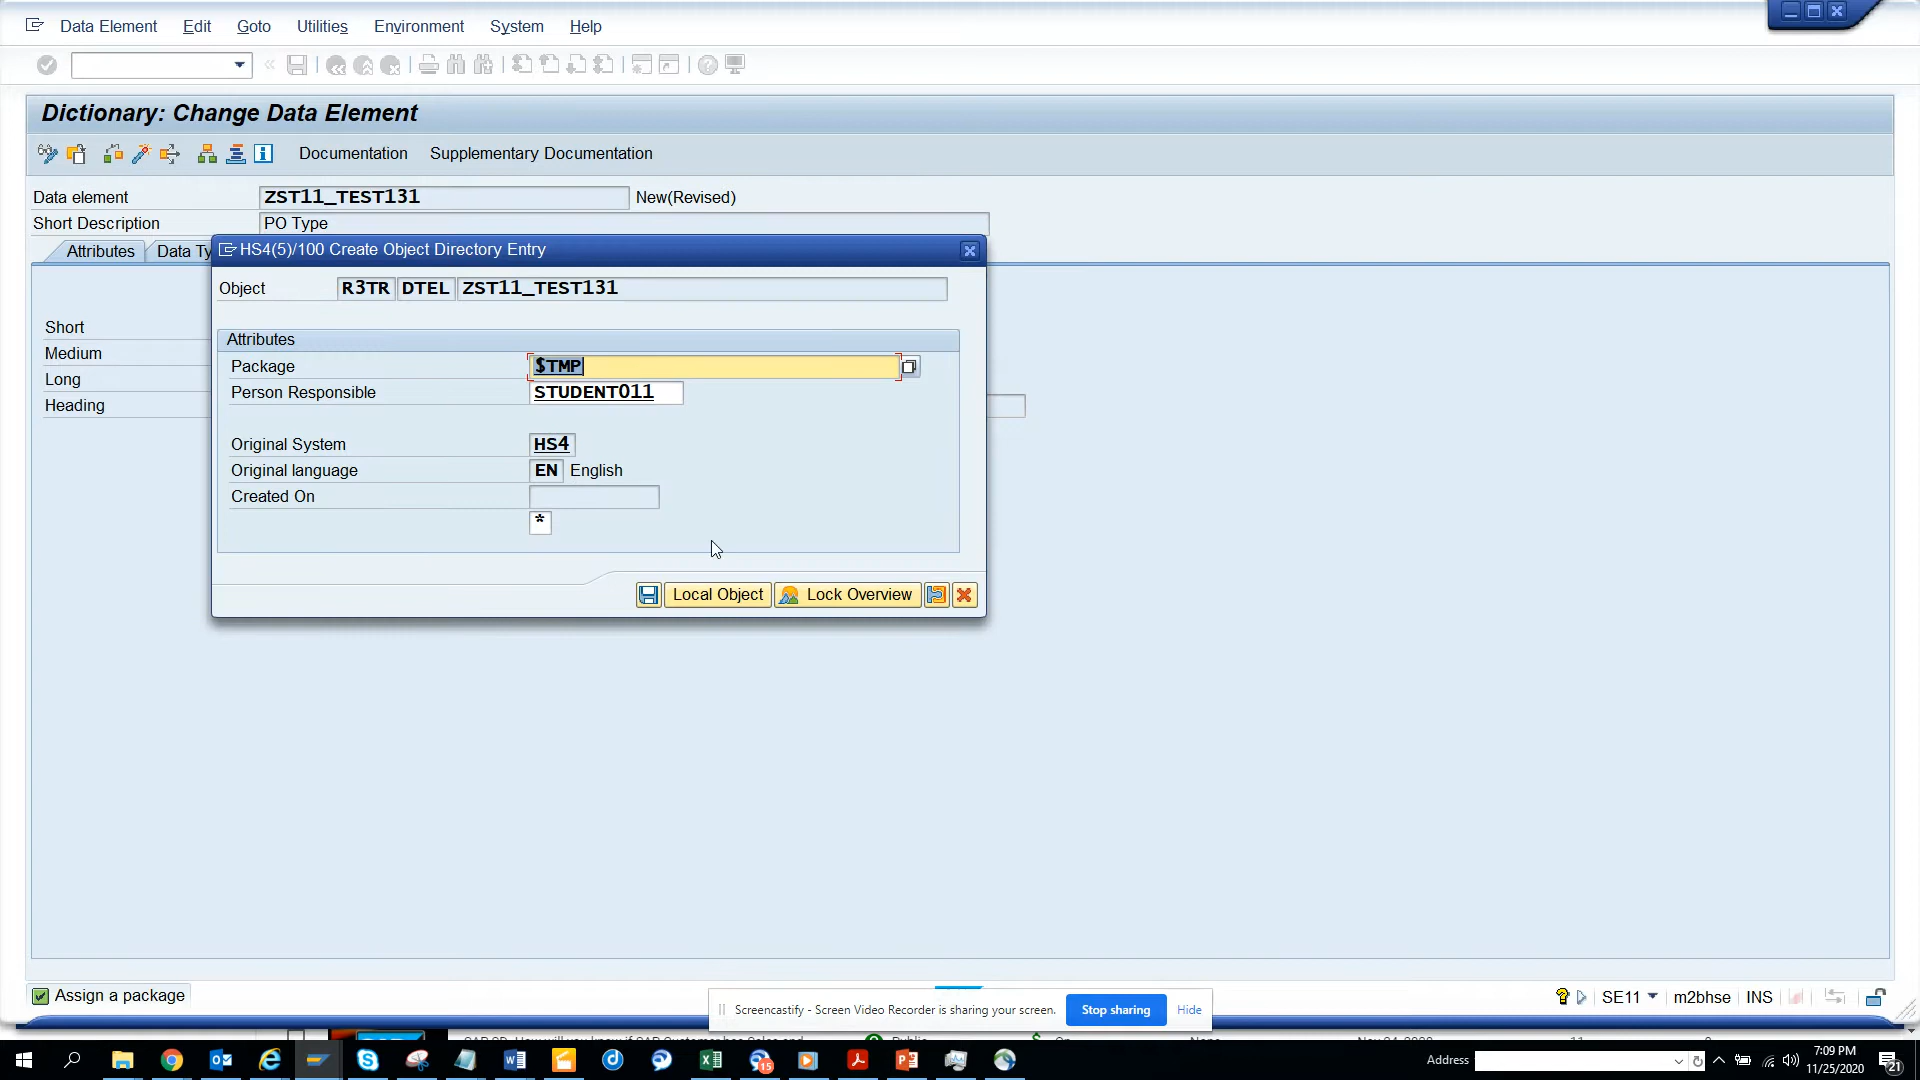 Data Element Edit Goto Utilities Environment System Help
Dictionary: Change Data Element
Documentation Supplementary Documentation
Data element ZST11_TEST131 New(Revised)
Short Description PO Type
Attributes Data Ty
HS4(5)/100 Create Object Directory Entry
Object R3TR DTEL ZST11_TEST131
Attributes
Short
Medium
Long
Heading
Package $TMP
Person Responsible STUDENT011
Original System HS4
Original language EN English
Created On
*
Local Object Lock Overview
Assign a package
SE11 m2bhse INS
Screencastify - Screen Video Recorder is sharing your screen. Stop sharing Hide
Address
7:09 PM
11/25/2020
21
15